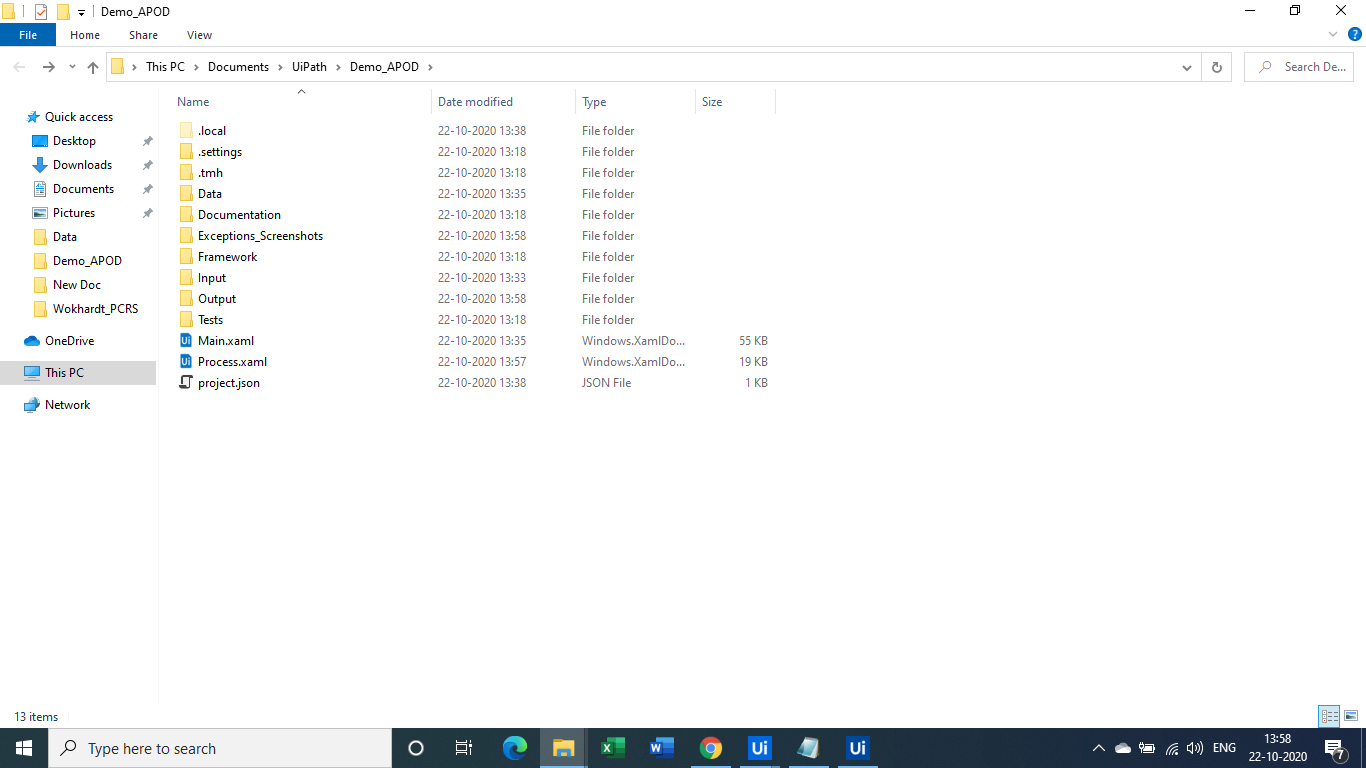 Demo_APOD
File Home Share View
This PC Documents UiPath Demo_APOD
Search De...
Name Date modified Type Size
Quick access
Desktop
Downloads
Documents
Pictures
Data
Demo_APOD
New Doc
Wokhardt_PCRS
OneDrive
This PC
Network
.local 22-10-2020 13:38 File folder
.settings 22-10-2020 13:18 File folder
.tmh 22-10-2020 13:18 File folder
Data 22-10-2020 13:35 File folder
Documentation 22-10-2020 13:18 File folder
Exceptions_Screenshots 22-10-2020 13:58 File folder
Framework 22-10-2020 13:18 File folder
Input 22-10-2020 13:33 File folder
Output 22-10-2020 13:58 File folder
Tests 22-10-2020 13:18 File folder
Ui Main.xaml 22-10-2020 13:35 Windows.XamlDo... 55 KB
Ui Process.xaml 22-10-2020 13:57 Windows.XamlDo... 19 KB
project.json 22-10-2020 13:38 JSON File 1 KB
13 items
Type here to search
Ui
Ui
ENG
13:58
22-10-2020
7